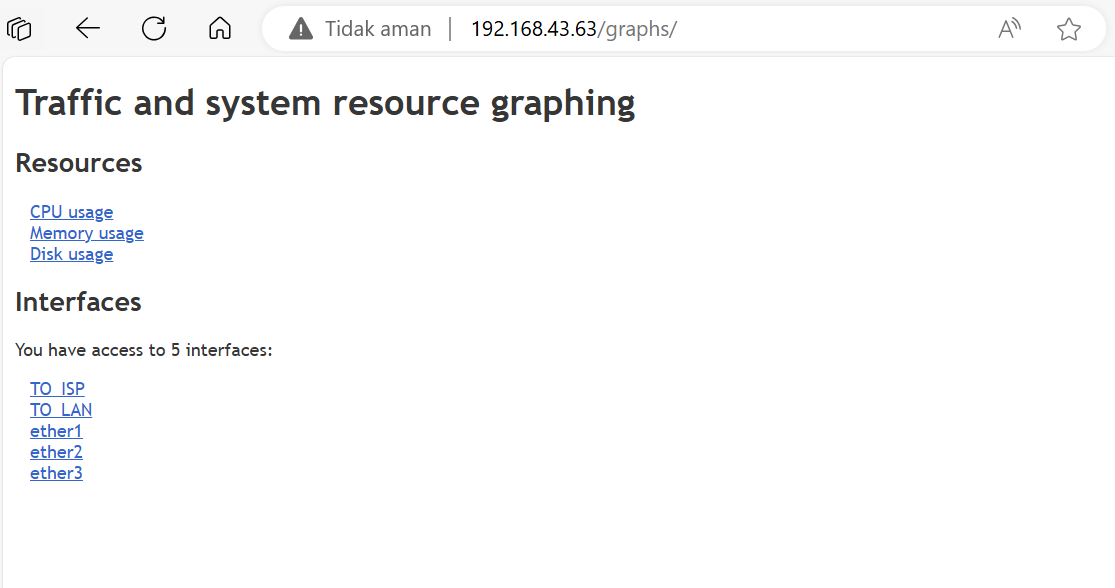 Tidak aman | 192.168.43.63/graphs/
Traffic and system resource graphing
Resources
CPU usage
Memory usage
Disk usage
Interfaces
You have access to 5 interfaces:
TO_ISP
TO_LAN
ether1
ether2
ether3